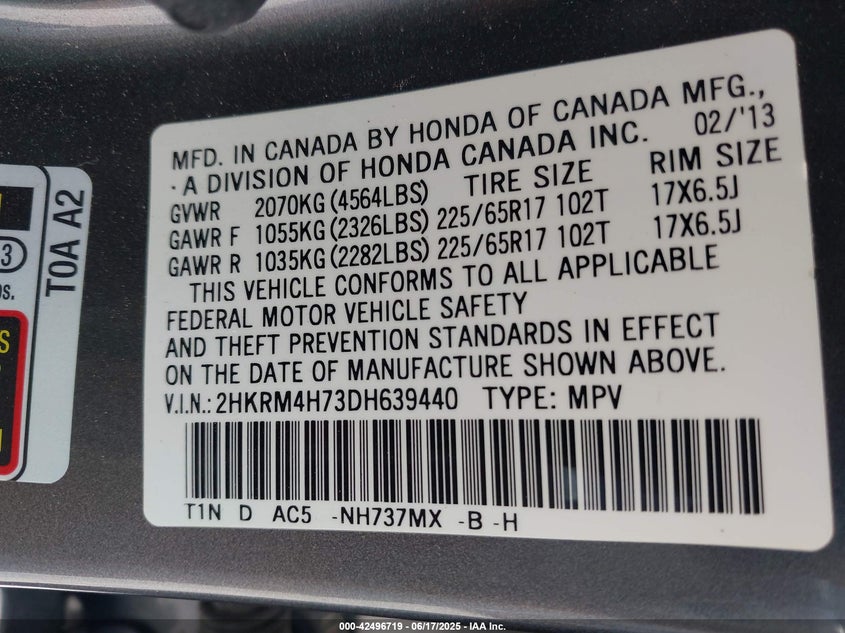 MFD. IN CANADA BY HONDA OF CANADA MFG.,
·A DIVISION OF HONDA CANADA INC. 02/'13
TIRE SIZE RIM SIZE
GVWR 2070KG (4564LBS)
GAWR F 1055KG (2326LBS) 225/65R17 102T 17X6.5J
GAWR R 1035KG (2282LBS) 225/65R17 102T 17X6.5J
THIS VEHICLE CONFORMS TO ALL APPLICABLE
FEDERAL MOTOR VEHICLE SAFETY
AND THEFT PREVENTION STANDARDS IN EFFECT
ON THE DATE OF MANUFACTURE SHOWN ABOVE.
V.I.N.: 2HKRM4H73DH639440 TYPE: MPV
T1N D AC5 -NH737MX -B -H
T0A A2
3
000-42496719 - 06/17/2025 - IAA Inc.